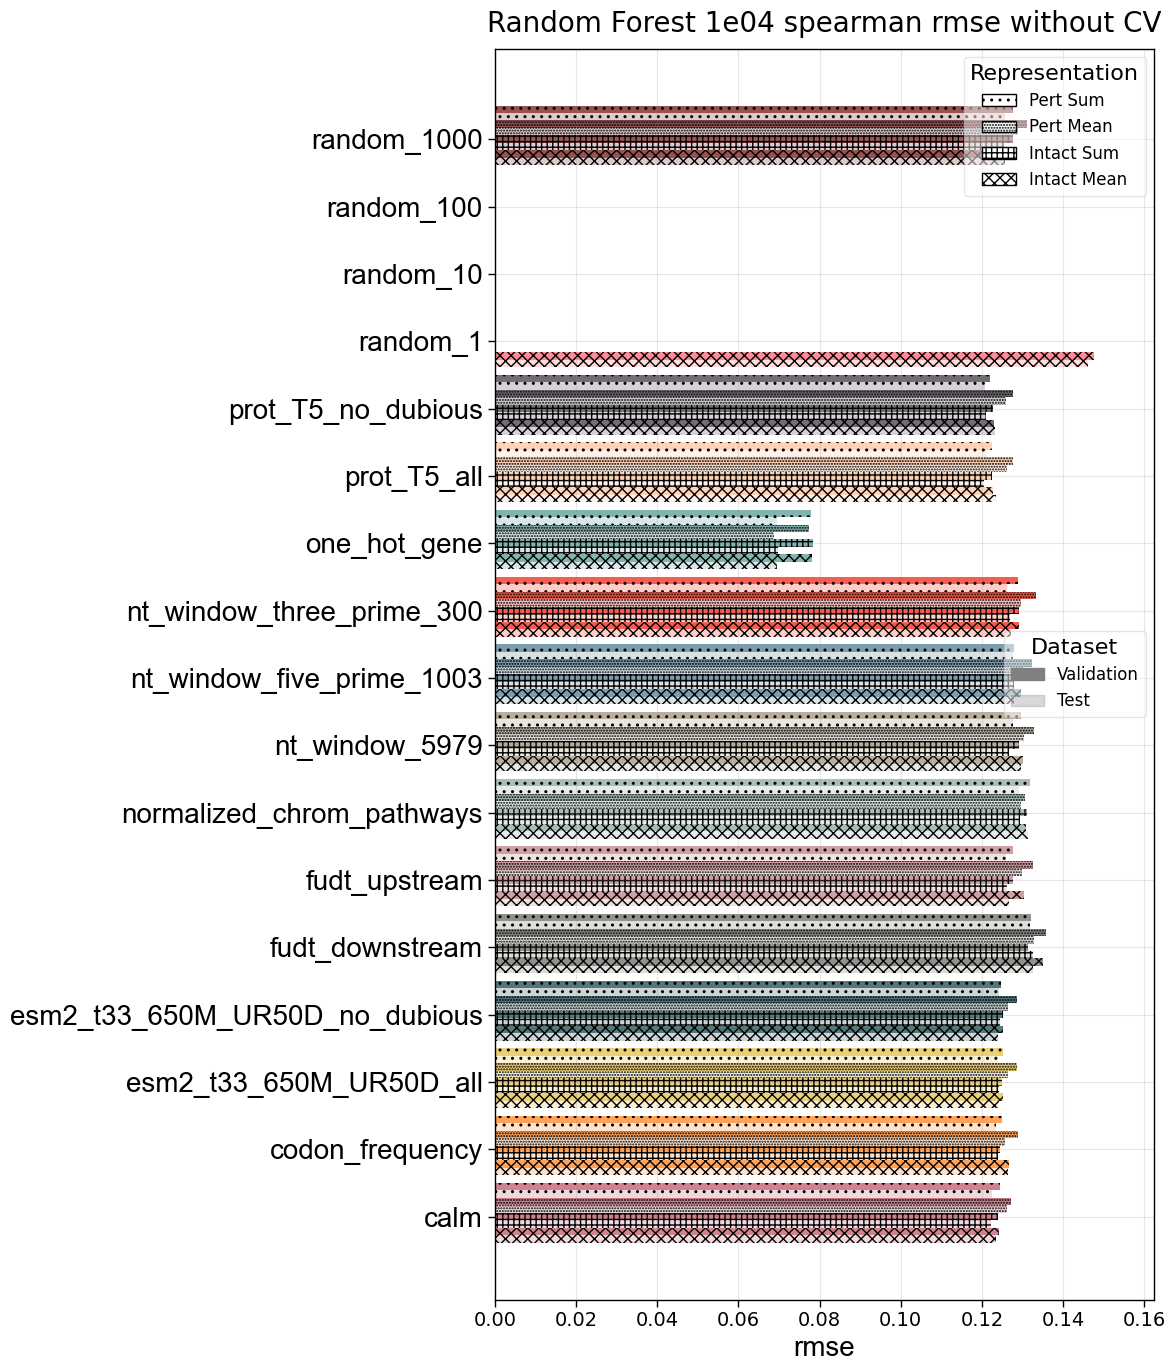 Random Forest 1e04 spearman rmse without CV
Representation
Pert Sum
Pert Mean
Intact Sum
Intact Mean
random_1000
random_100
random_10
random_1
prot_T5_no_dubious
prot_T5_all
one_hot_gene
nt_window_three_prime_300
Dataset
Validation
Test
nt_window_five_prime_1003
nt_window_5979
normalized_chrom_pathways
fudt_upstream
fudt_downstream
esm2_t33_650M_UR50D_no_dubious
esm2_t33_650M_UR50D_all
codon_frequency
calm
0.00 0.02 0.04 0.06 0.08 0.10 0.12 0.14 0.16
rmse